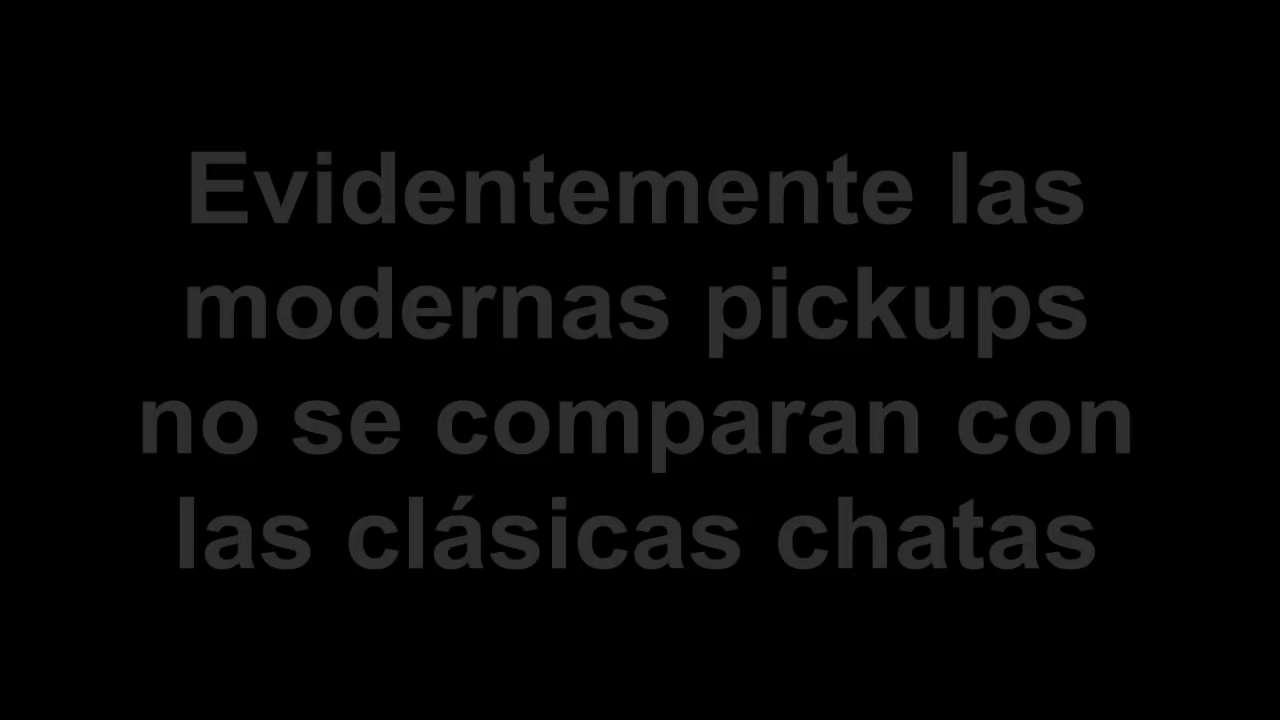 Evidentemente las
modernas pickups
no se comparan con
las clásicas chatas